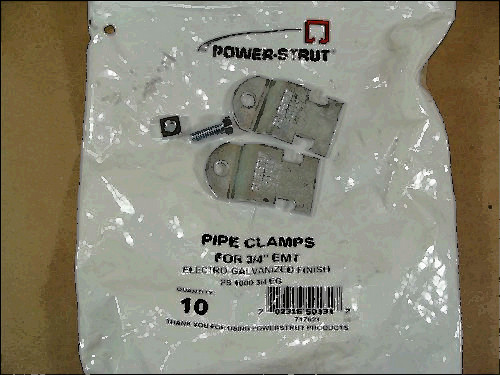 POWER-STRUT®
PIPE CLAMPS
FOR 3/4" EMT
ELECTRO-GALVANIZED FINISH
PS 1000 3/4 EG
QUANTITY
10
THANK YOU FOR USING POWERSTRUT PRODUCTS.